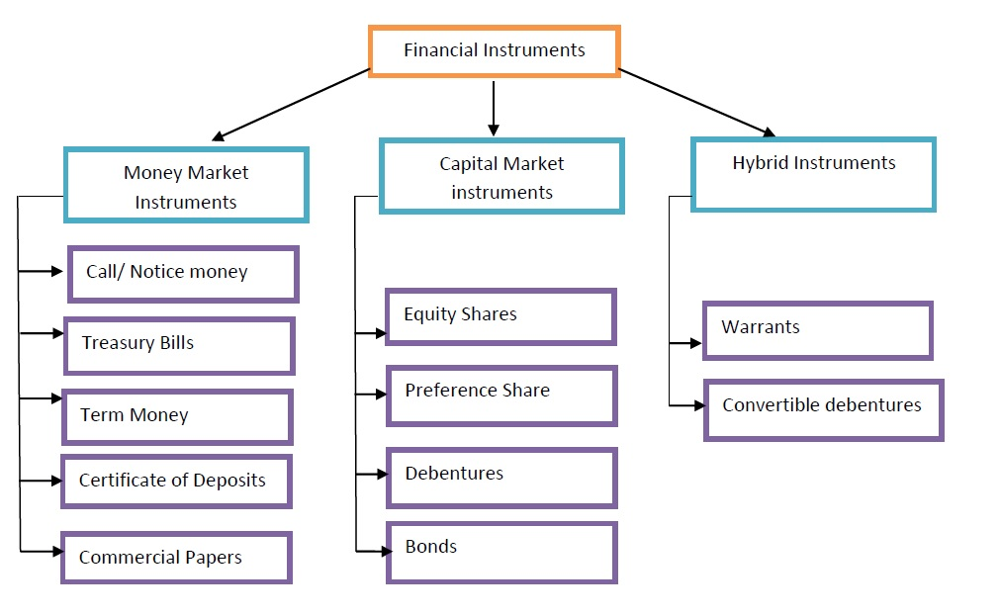 Financial Instruments
Money Market
Instruments
Call/ Notice money
Treasury Bills
Term Money
Certificate of Deposits
Commercial Papers
Capital Market
instruments
Equity Shares
Preference Share
Debentures
Bonds
Hybrid Instruments
Warrants
Convertible debentures